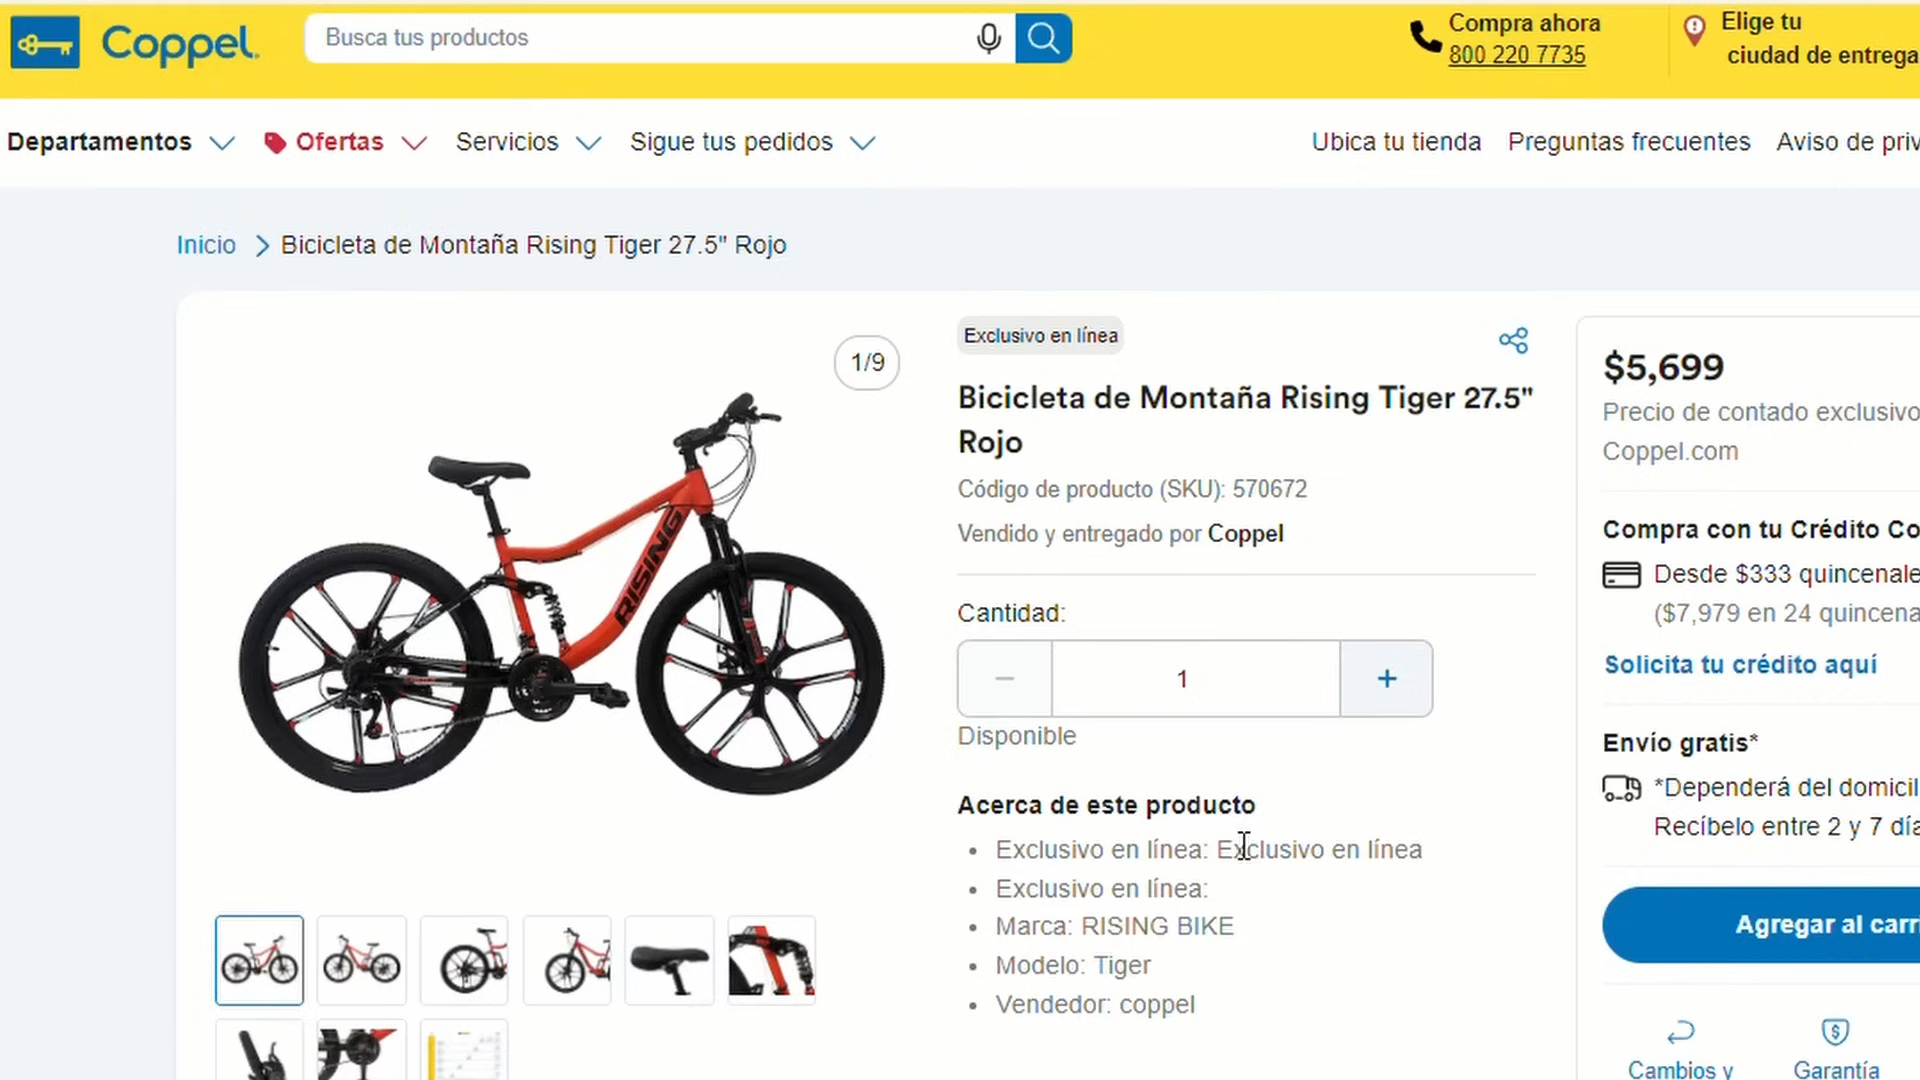 Coppel
Busca tus productos
Compra ahora
800 220 7735
Elige tu
ciudad de entrega
Departamentos
Ofertas
Servicios
Sigue tus pedidos
Ubica tu tienda
Preguntas frecuentes
Aviso de priv
Inicio
Bicicleta de Montaña Rising Tiger 27.5" Rojo
1/9
RISING
Exclusivo en línea
Bicicleta de Montaña Rising Tiger 27.5"
Rojo
Código de producto (SKU): 570672
Vendido y entregado por Coppel
Cantidad:
1
Disponible
Acerca de este producto
Exclusivo en línea: Exclusivo en línea
Exclusivo en línea:
Marca: RISING BIKE
Modelo: Tiger
Vendedor: coppel
$5,699
Precio de contado exclusivo
Coppel.com
Compra con tu Crédito Co
Desde $333 quincenale
($7,979 en 24 quincena
Solicita tu crédito aquí
Envío gratis*
*Dependerá del domicil
Recíbelo entre 2 y 7 día
Agregar al carr
Cambios y
Garantía